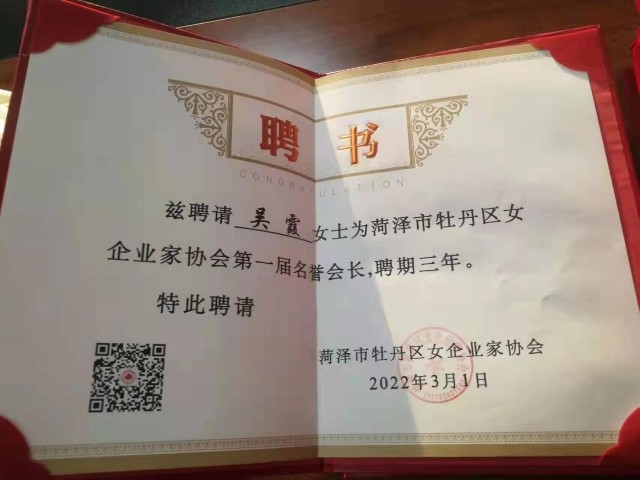 聘书
CONGRATULATION
兹聘请 吴霞 女士为菏泽市牡丹区女
企业家协会第一届名誉会长,聘期三年。
特此聘请
菏泽市牡丹区女企业家协会
2022年3月1日